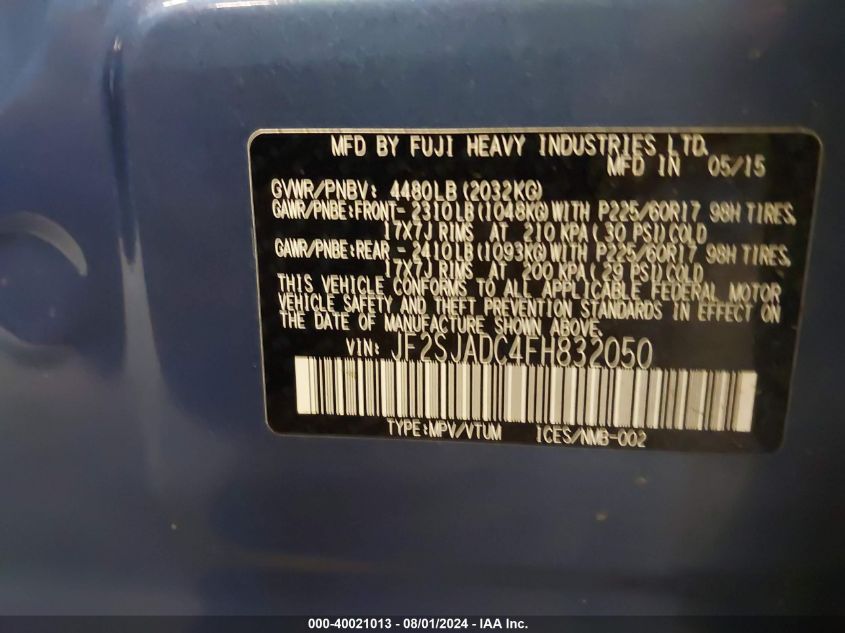 MFD BY FUJI HEAVY INDUSTRIES LTD.
MFD IN 05/15
GVWR/PNBV: 4480LB (2032KG)
GAWR/PNBE:FRONT- 2310LB (1048KG) WITH P225/60R17 98H TIRES,
17X7J RIMS AT 210 KPA (30 PSI) COLD
GAWR/PNBE:REAR - 2410LB (1093KG) WITH P225/60R17 98H TIRES,
17X7J RIMS AT 200 KPA (29 PSI) COLD
THIS VEHICLE CONFORMS TO ALL APPLICABLE FEDERAL MOTOR
VEHICLE SAFETY AND THEFT PREVENTION STANDARDS IN EFFECT ON
THE DATE OF MANUFACTURE SHOWN ABOVE.
VIN: JF2SJADC4FH832050
TYPE:MPV/VTUM ICES/NMB-002
000-40021013 - 08/01/2024 - IAA Inc.